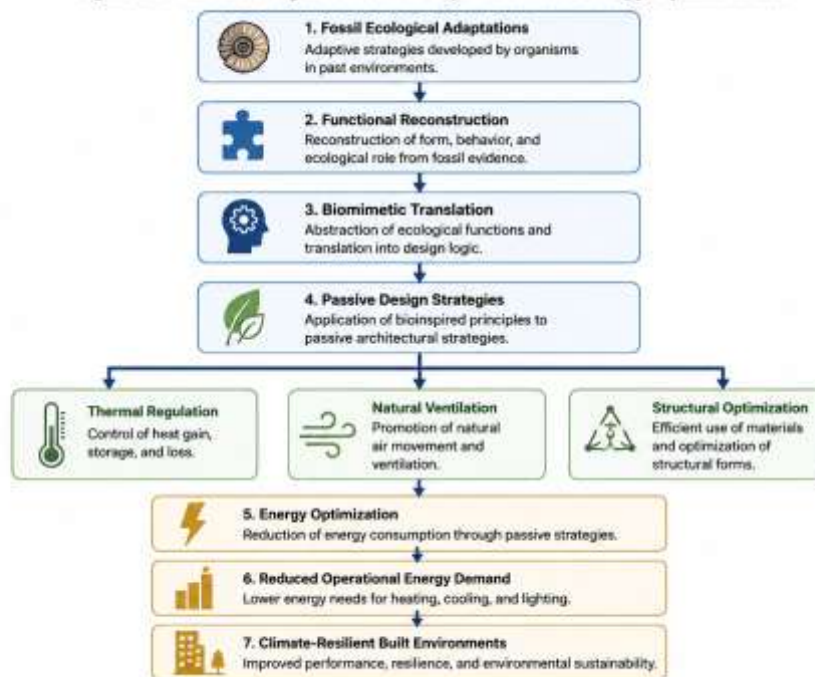 1. Fossil Ecological Adaptations
Adaptive strategies developed by organisms
in past environments.
2. Functional Reconstruction
Reconstruction of form, behavior, and
ecological role from fossil evidence.
3. Biomimetic Translation
Abstraction of ecological functions and
translation into design logic.
4. Passive Design Strategies
Application of bioinspired principles to
passive architectural strategies.
Thermal Regulation
Control of heat gain,
storage, and loss.
Natural Ventilation
Promotion of natural
air movement and
ventilation.
Structural Optimization
Efficient use of materials
and optimization of
structural forms.
5. Energy Optimization
Reduction of energy consumption through passive strategies.
6. Reduced Operational Energy Demand
Lower energy needs for heating, cooling, and lighting.
7. Climate-Resilient Built Environments
Improved performance, resilience, and environmental sustainability.